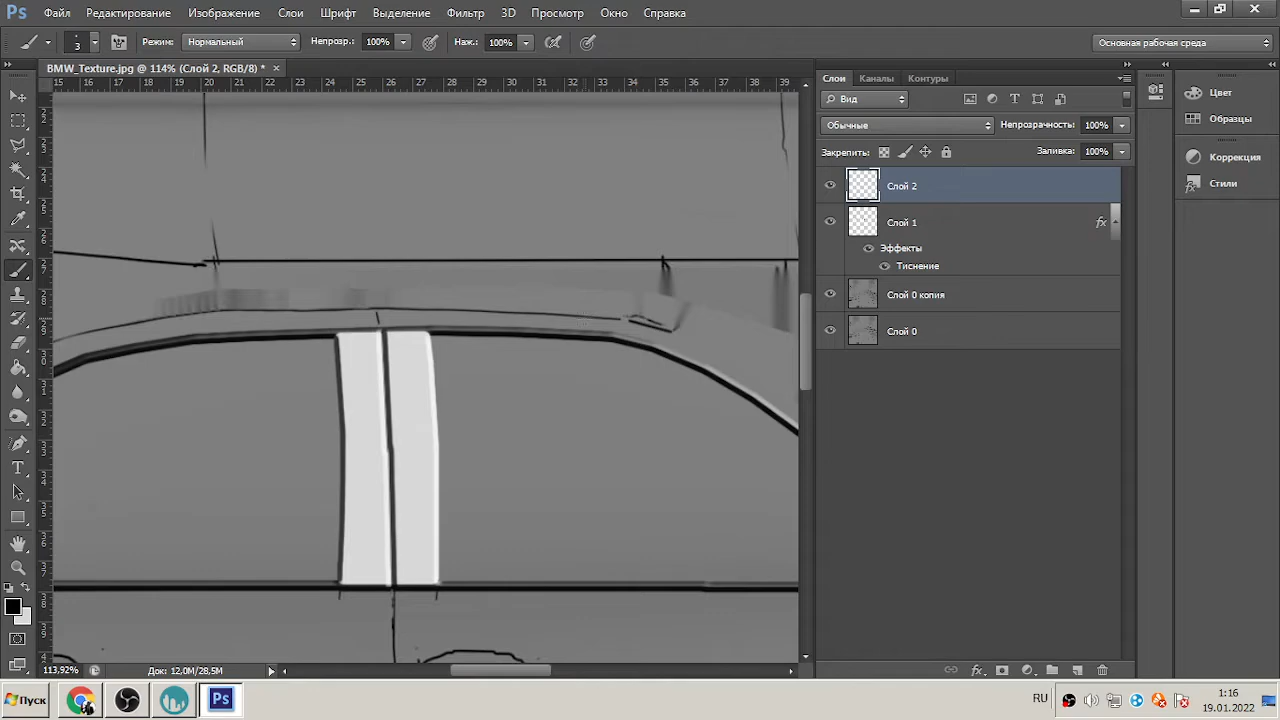 Ps Файл Редактирование Изображение Слои Шрифт Выделение Фильтр 3D Просмотр Окно Справка
3 Режим: Нормальный Непрозр.: 100% Наж.: 100% Основная рабочая среда
BMW_Texture.jpg @ 114% (Слой 2, RGB/8) *
15 19 20 21 22 23 24 25 26 27 28 29 30 31 32 33 34 35 36 37 38 39
Слои Каналы Контуры
Вид
Обычные Непрозрачность: 100%
Закрепить: Заливка: 100%
Слой 2
Слой 1 fx
Эффекты
Тиснение
Слой 0 копия
Слой 0
Цвет
Образцы
Коррекция
Стили
113,92% Док: 12,0M/28,5M
Пуск Ps RU 1:16
19.01.2022